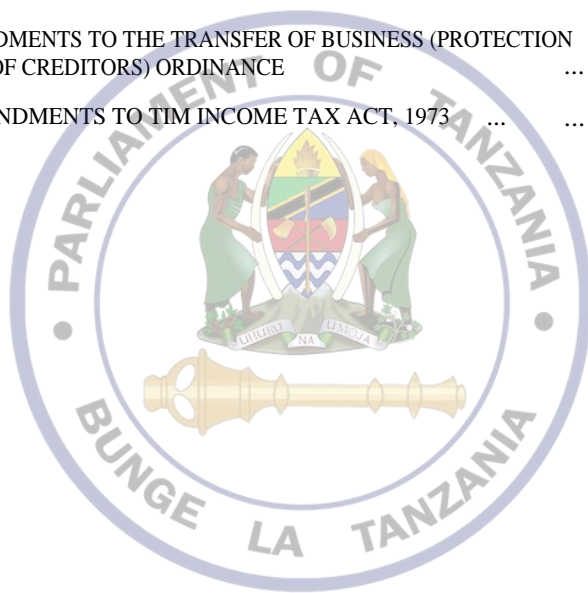 DMENTS TO THE TRANSFER OF BUSINESS (PROTECTION
OF CREDITORS) ORDINANCE ...
NDMENTS TO TIM INCOME TAX ACT, 1973 ... ...
PARLIAMENT OF TANZANIA
UHURU NA UMOJA
BUNGE LA TANZANIA